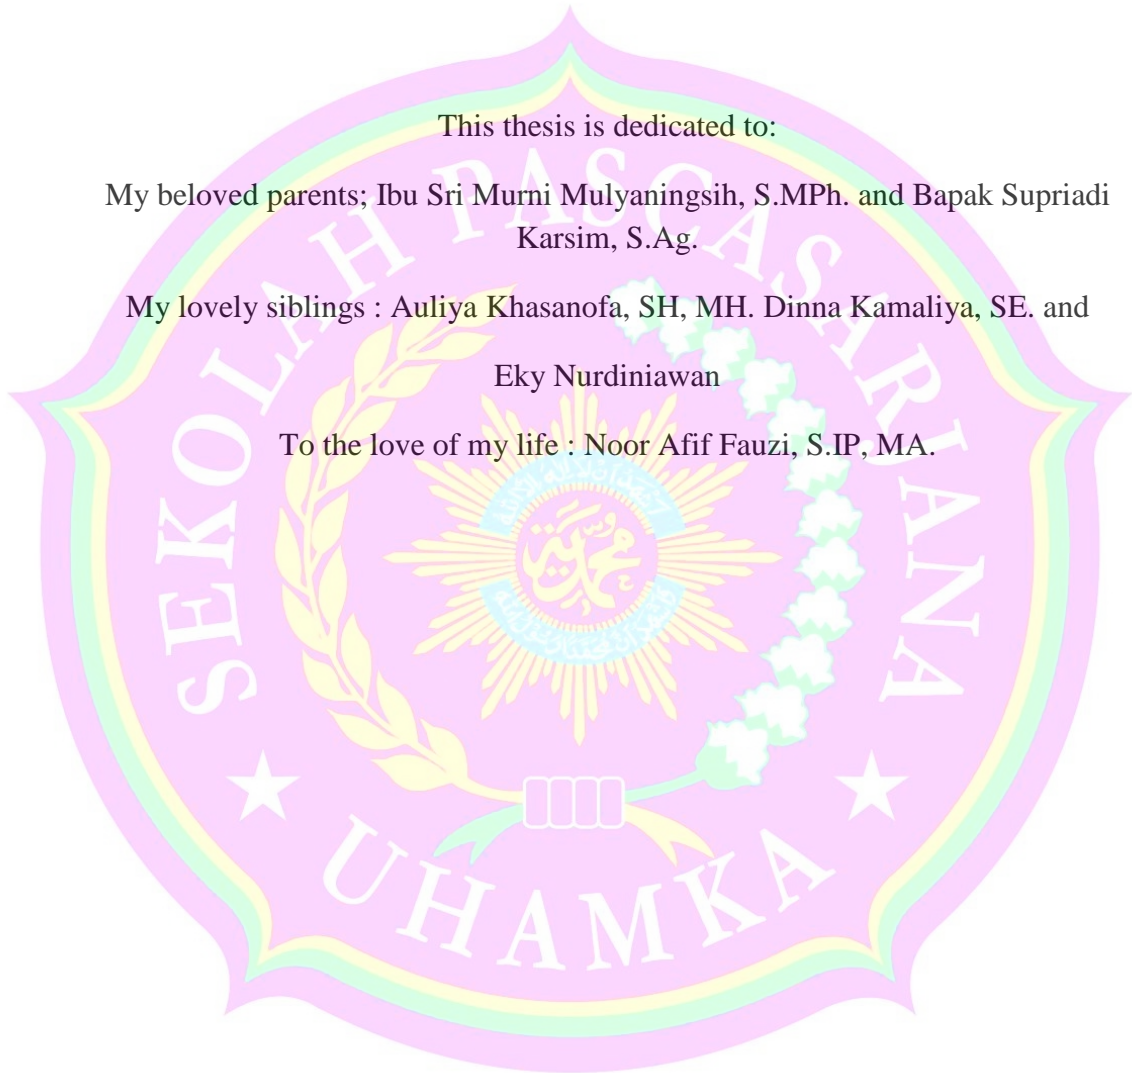 This thesis is dedicated to:
My beloved parents; Ibu Sri Murni Mulyaningsih, S.MPh. and Bapak Supriadi
Karsim, S.Ag.
My lovely siblings : Auliya Khasanofa, SH, MH. Dinna Kamaliya, SE. and
Eky Nurdiniawan
To the love of my life : Noor Afif Fauzi, S.IP, MA.
SEKOLAH PASCASARJANA
محمدية
UHAMKA